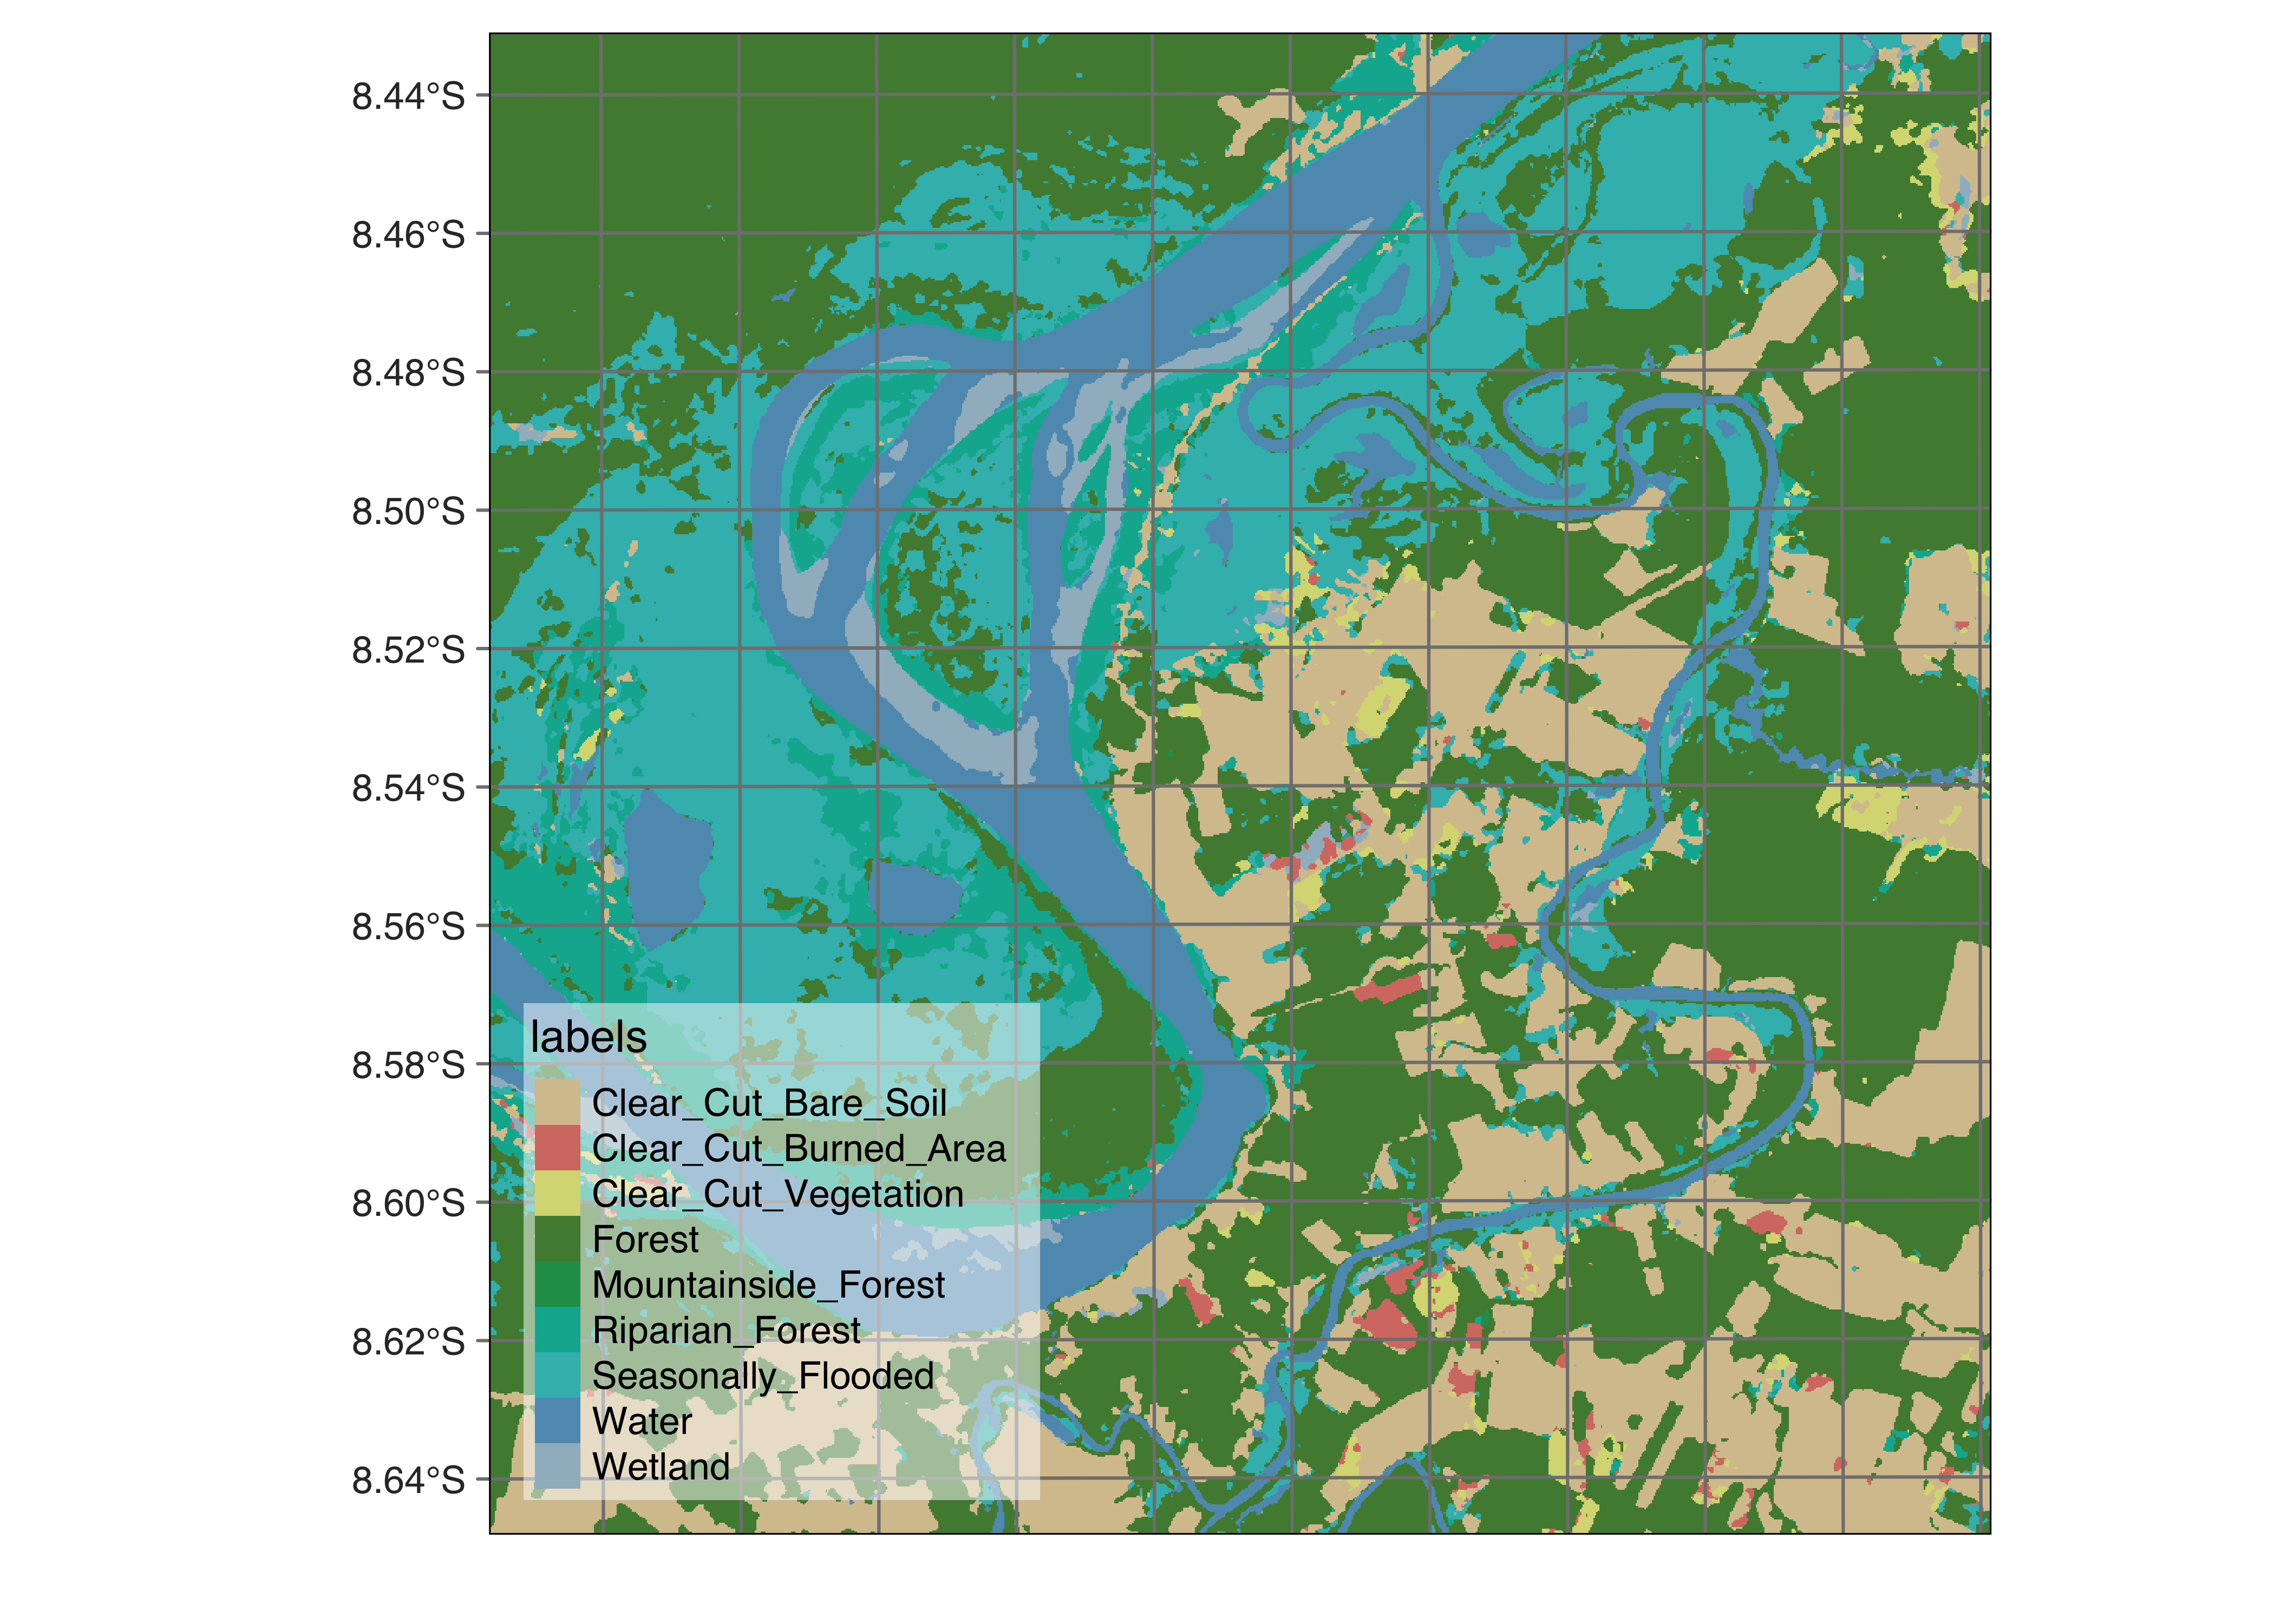 8.44°S
8.46°S
8.48°S
8.50°S
8.52°S
8.54°S
8.56°S
8.58°S
8.60°S
8.62°S
8.64°S
labels
Clear_Cut_Bare_Soil
Clear_Cut_Burned_Area
Clear_Cut_Vegetation
Forest
Mountainside_Forest
Riparian_Forest
Seasonally_Flooded
Water
Wetland